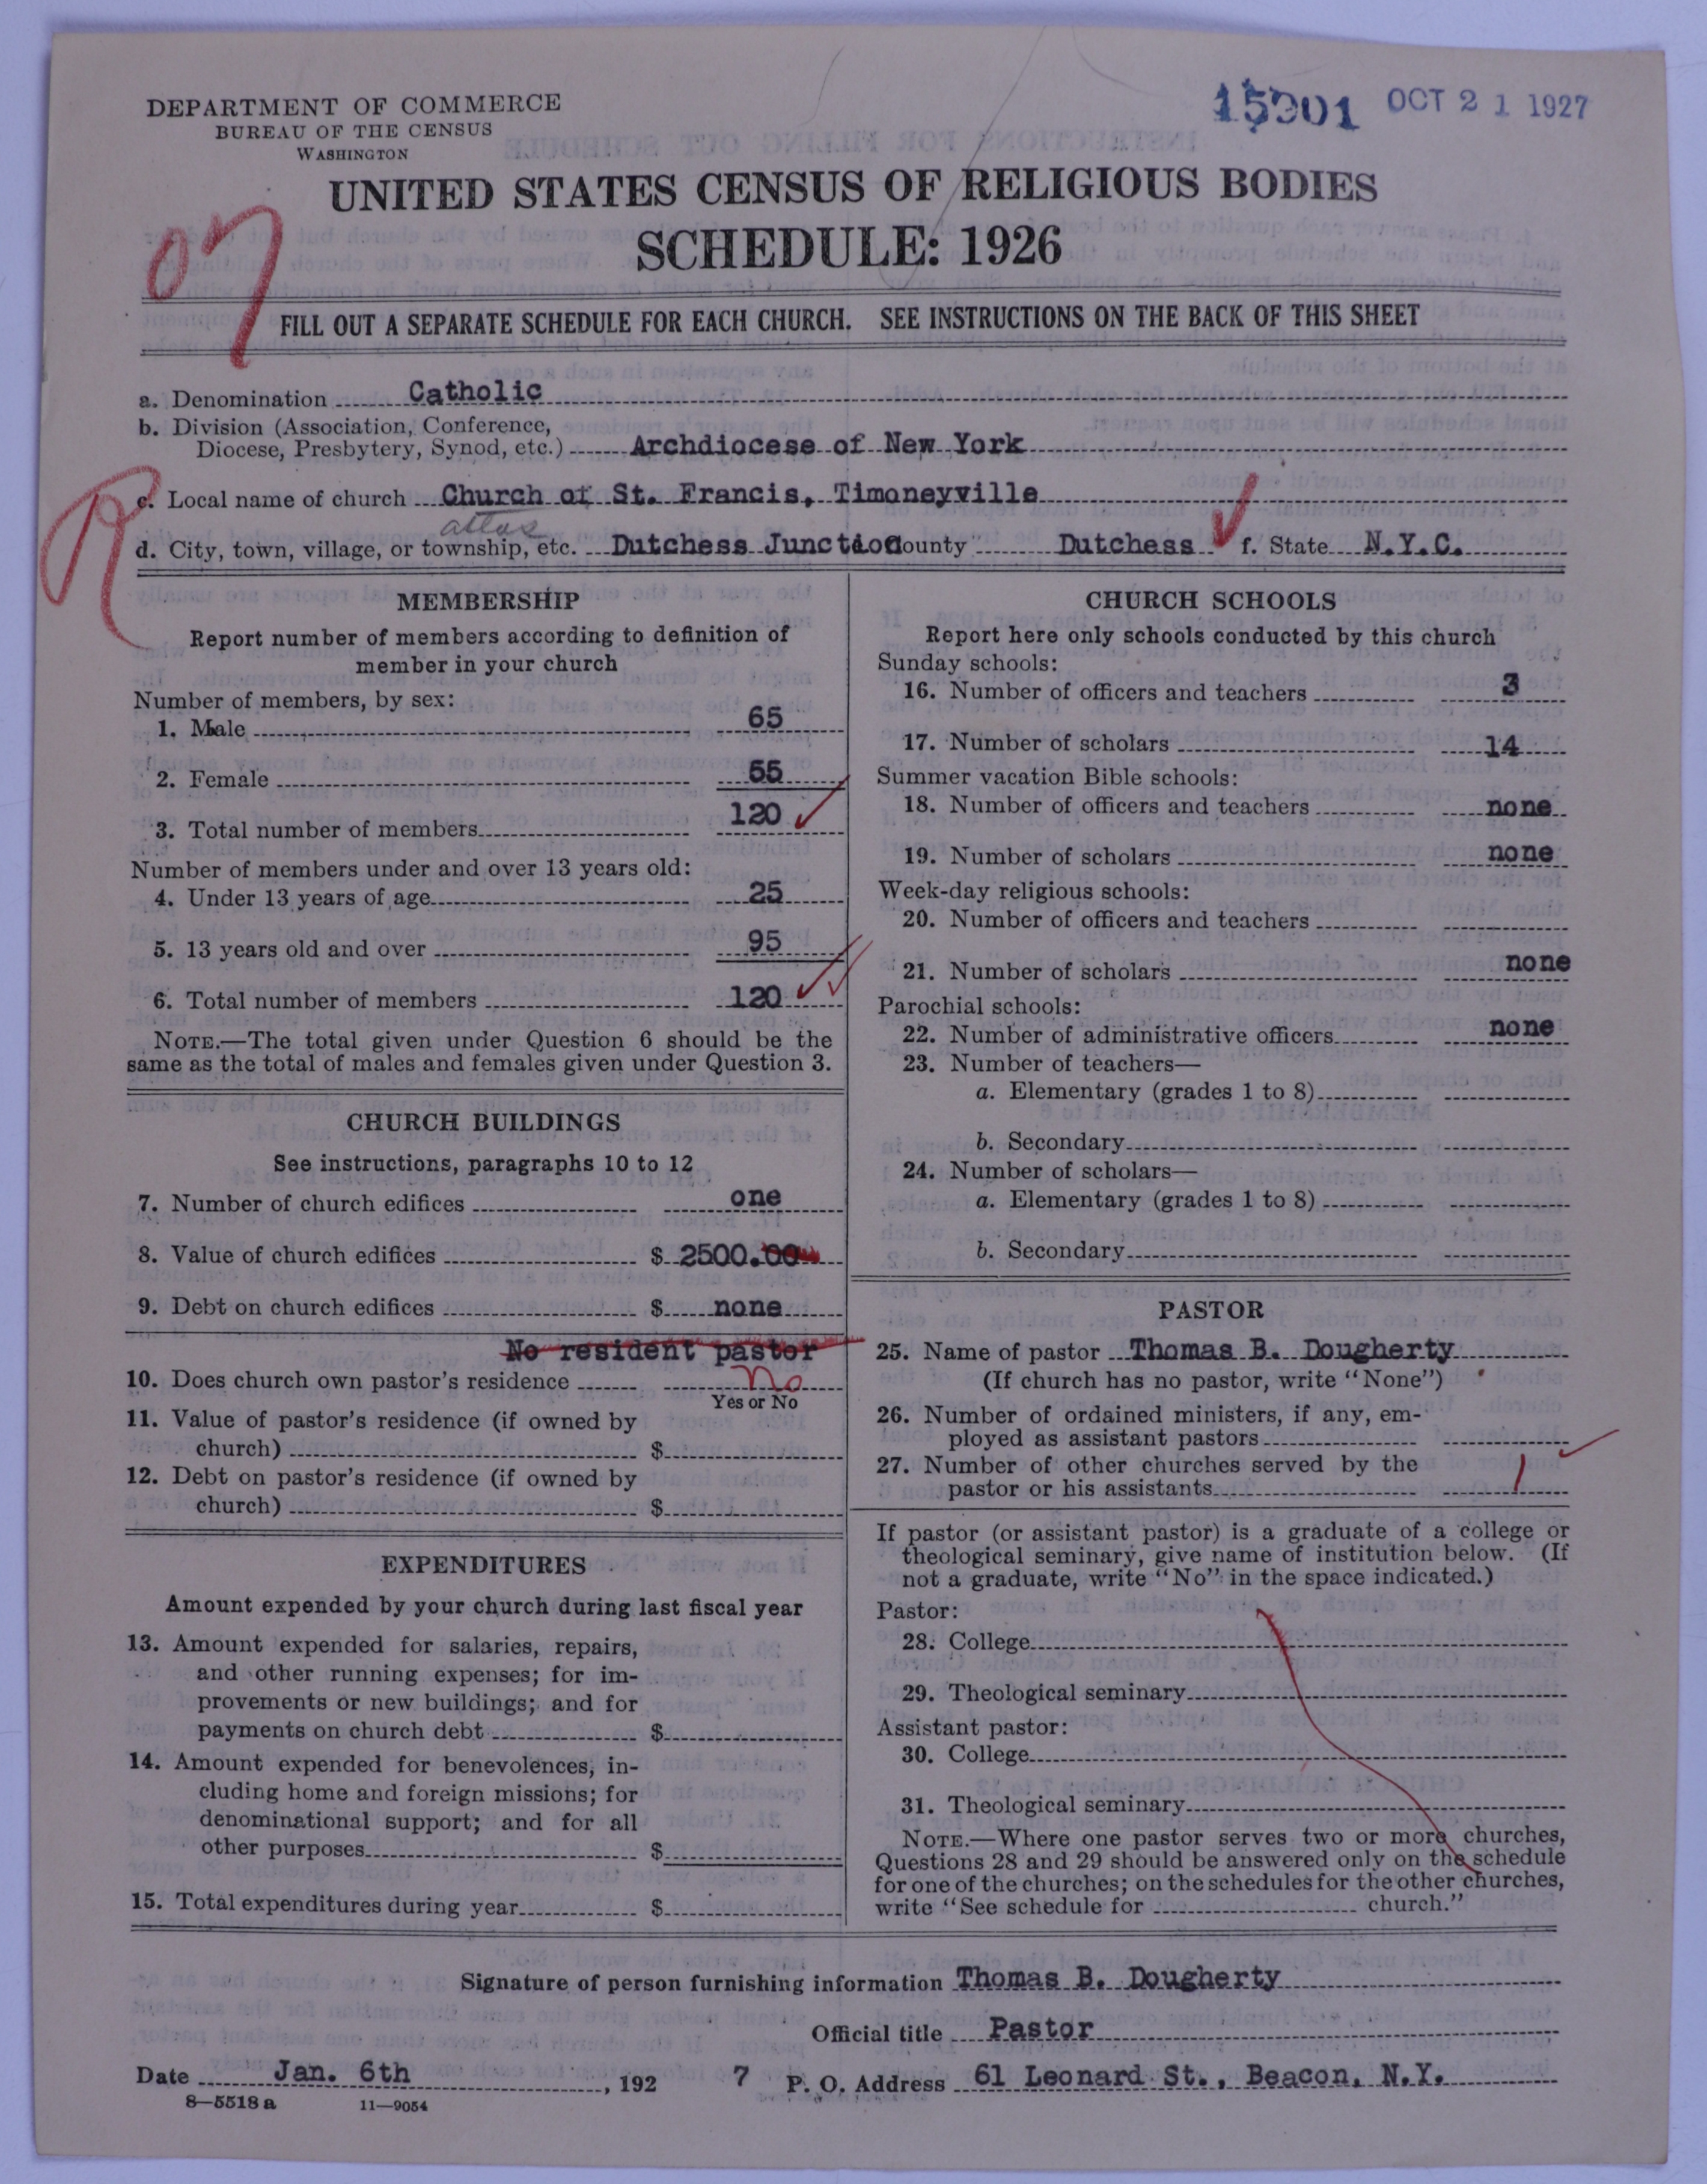 DEPARTMENT OF COMMERCE
BUREAU OF THE CENSUS
WASHINGTON
15901 OCT 21 1927
UNITED STATES CENSUS OF RELIGIOUS BODIES
SCHEDULE: 1926
FILL OUT A SEPARATE SCHEDULE FOR EACH CHURCH. SEE INSTRUCTIONS ON THE BACK OF THIS SHEET
a. Denomination Catholic
b. Division (Association, Conference,
Diocese, Presbytery, Synod, etc.) Archdiocese of New York
R
c. Local name of church Church of St. Francis, Timoneyville
d. City, town, village, or township, etc. Dutchess Junction County Dutchess f. State N.Y.C.
MEMBERSHIP
Report number of members according to definition of
member in your church
Number of members, by sex:
1. Male 65
2. Female 55
3. Total number of members 120
Number of members under and over 13 years old:
4. Under 13 years of age 25
5. 13 years old and over 95
6. Total number of members 120
NOTE.—The total given under Question 6 should be the
same as the total of males and females given under Question 3.
CHURCH BUILDINGS
See instructions, paragraphs 10 to 12
7. Number of church edifices one
8. Value of church edifices $ 2500.00
9. Debt on church edifices $ none
No resident pastor
10. Does church own pastor's residence no
Yes or No
11. Value of pastor's residence (if owned by
church) $
12. Debt on pastor's residence (if owned by
church) $
EXPENDITURES
Amount expended by your church during last fiscal year
13. Amount expended for salaries, repairs,
and other running expenses; for im-
provements or new buildings; and for
payments on church debt $
14. Amount expended for benevolences, in-
cluding home and foreign missions; for
denominational support; and for all
other purposes $
15. Total expenditures during year $
CHURCH SCHOOLS
Report here only schools conducted by this church
Sunday schools:
16. Number of officers and teachers 3
17. Number of scholars 14
Summer vacation Bible schools:
18. Number of officers and teachers none
19. Number of scholars none
Week-day religious schools:
20. Number of officers and teachers
21. Number of scholars none
Parochial schools:
22. Number of administrative officers none
23. Number of teachers—
a. Elementary (grades 1 to 8)
b. Secondary
24. Number of scholars—
a. Elementary (grades 1 to 8)
b. Secondary
PASTOR
25. Name of pastor Thomas B. Dougherty
(If church has no pastor, write "None")
26. Number of ordained ministers, if any, em-
ployed as assistant pastors
27. Number of other churches served by the
pastor or his assistants 1
If pastor (or assistant pastor) is a graduate of a college or
theological seminary, give name of institution below. (If
not a graduate, write "No" in the space indicated.)
Pastor:
28. College
29. Theological seminary
Assistant pastor:
30. College
31. Theological seminary
NOTE.—Where one pastor serves two or more churches,
Questions 28 and 29 should be answered only on the schedule
for one of the churches; on the schedules for the other churches,
write "See schedule for church."
Signature of person furnishing information Thomas B. Dougherty
Official title Pastor
Date Jan. 6th, 192 7 P. O. Address 61 Leonard St., Beacon, N.Y.
8—5518 a 11—9054